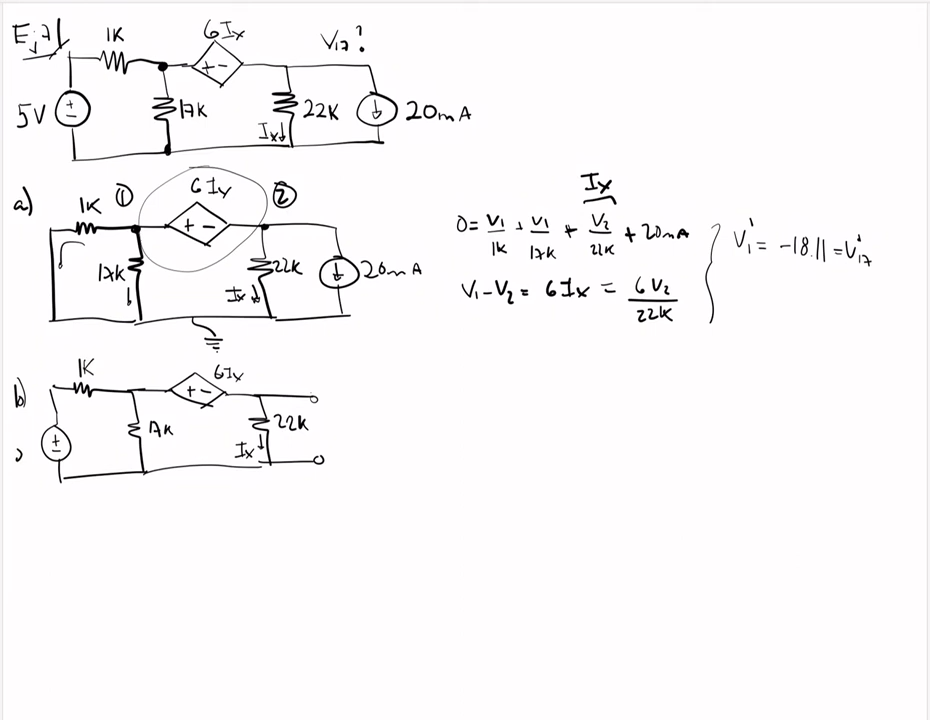 Ej 7
1K
6Ix
V17?
5V
17K
22K
Ix
20mA
a)
1K
1
6Ix
2
17K
22K
Ix
20mA
Ix
0 = V1/1K + V1/17K + V2/22K + 20mA
V1 - V2 = 6Ix = 6V2/22K
V1' = -18.11 = V17'
b)
1K
6Ix
17K
22K
Ix